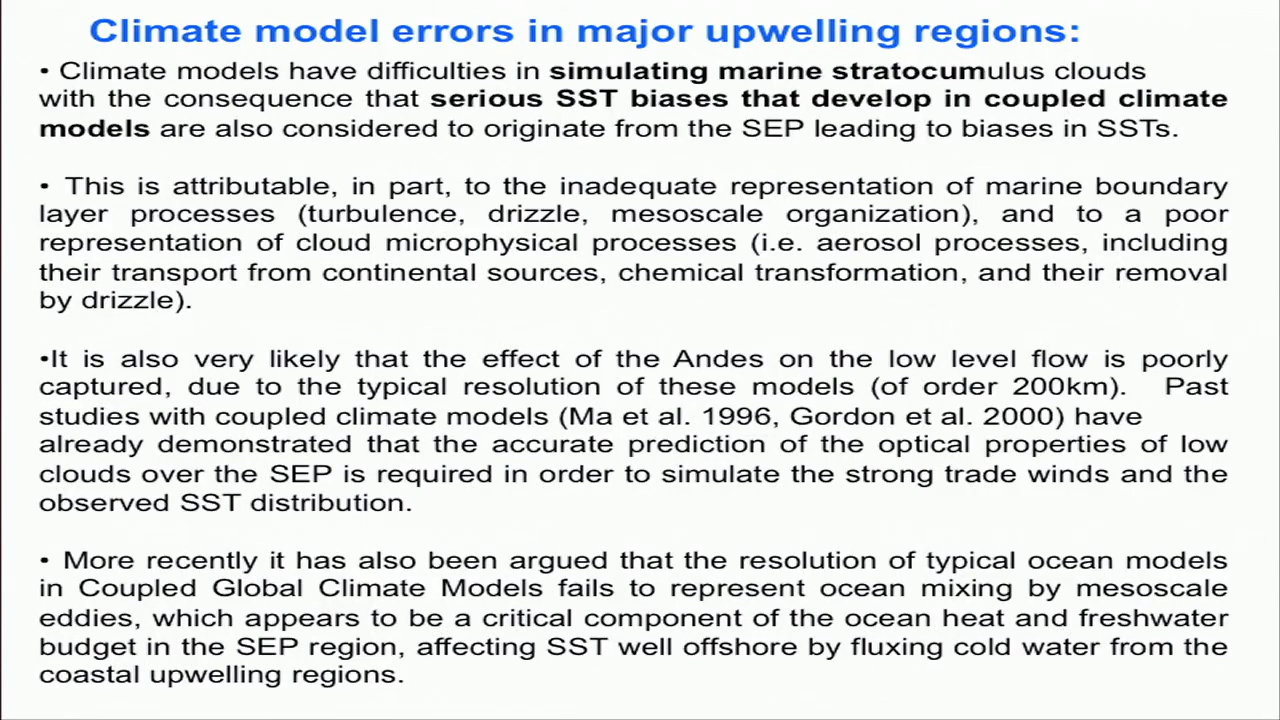 Climate model errors in major upwelling regions:
• Climate models have difficulties in simulating marine stratocumulus clouds
with the consequence that serious SST biases that develop in coupled climate
models are also considered to originate from the SEP leading to biases in SSTs.
• This is attributable, in part, to the inadequate representation of marine boundary
layer processes (turbulence, drizzle, mesoscale organization), and to a poor
representation of cloud microphysical processes (i.e. aerosol processes, including
their transport from continental sources, chemical transformation, and their removal
by drizzle).
•It is also very likely that the effect of the Andes on the low level flow is poorly
captured, due to the typical resolution of these models (of order 200km). Past
studies with coupled climate models (Ma et al. 1996, Gordon et al. 2000) have
already demonstrated that the accurate prediction of the optical properties of low
clouds over the SEP is required in order to simulate the strong trade winds and the
observed SST distribution.
• More recently it has also been argued that the resolution of typical ocean models
in Coupled Global Climate Models fails to represent ocean mixing by mesoscale
eddies, which appears to be a critical component of the ocean heat and freshwater
budget in the SEP region, affecting SST well offshore by fluxing cold water from the
coastal upwelling regions.